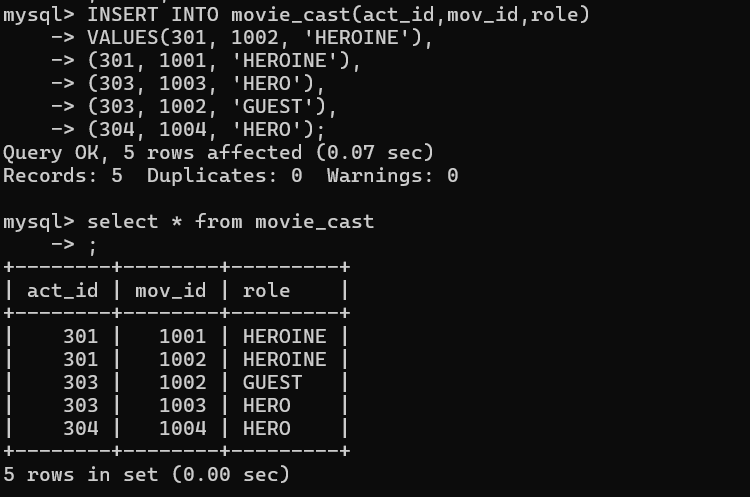 mysql> INSERT INTO movie_cast(act_id,mov_id,role)
    -> VALUES(301, 1002, 'HEROINE'),
    -> (301, 1001, 'HEROINE'),
    -> (303, 1003, 'HERO'),
    -> (303, 1002, 'GUEST'),
    -> (304, 1004, 'HERO');
Query OK, 5 rows affected (0.07 sec)
Records: 5  Duplicates: 0  Warnings: 0

mysql> select * from movie_cast
    -> ;
+--------+--------+---------+
| act_id | mov_id | role    |
+--------+--------+---------+
|    301 |   1001 | HEROINE |
|    301 |   1002 | HEROINE |
|    303 |   1002 | GUEST   |
|    303 |   1003 | HERO    |
|    304 |   1004 | HERO    |
+--------+--------+---------+
5 rows in set (0.00 sec)